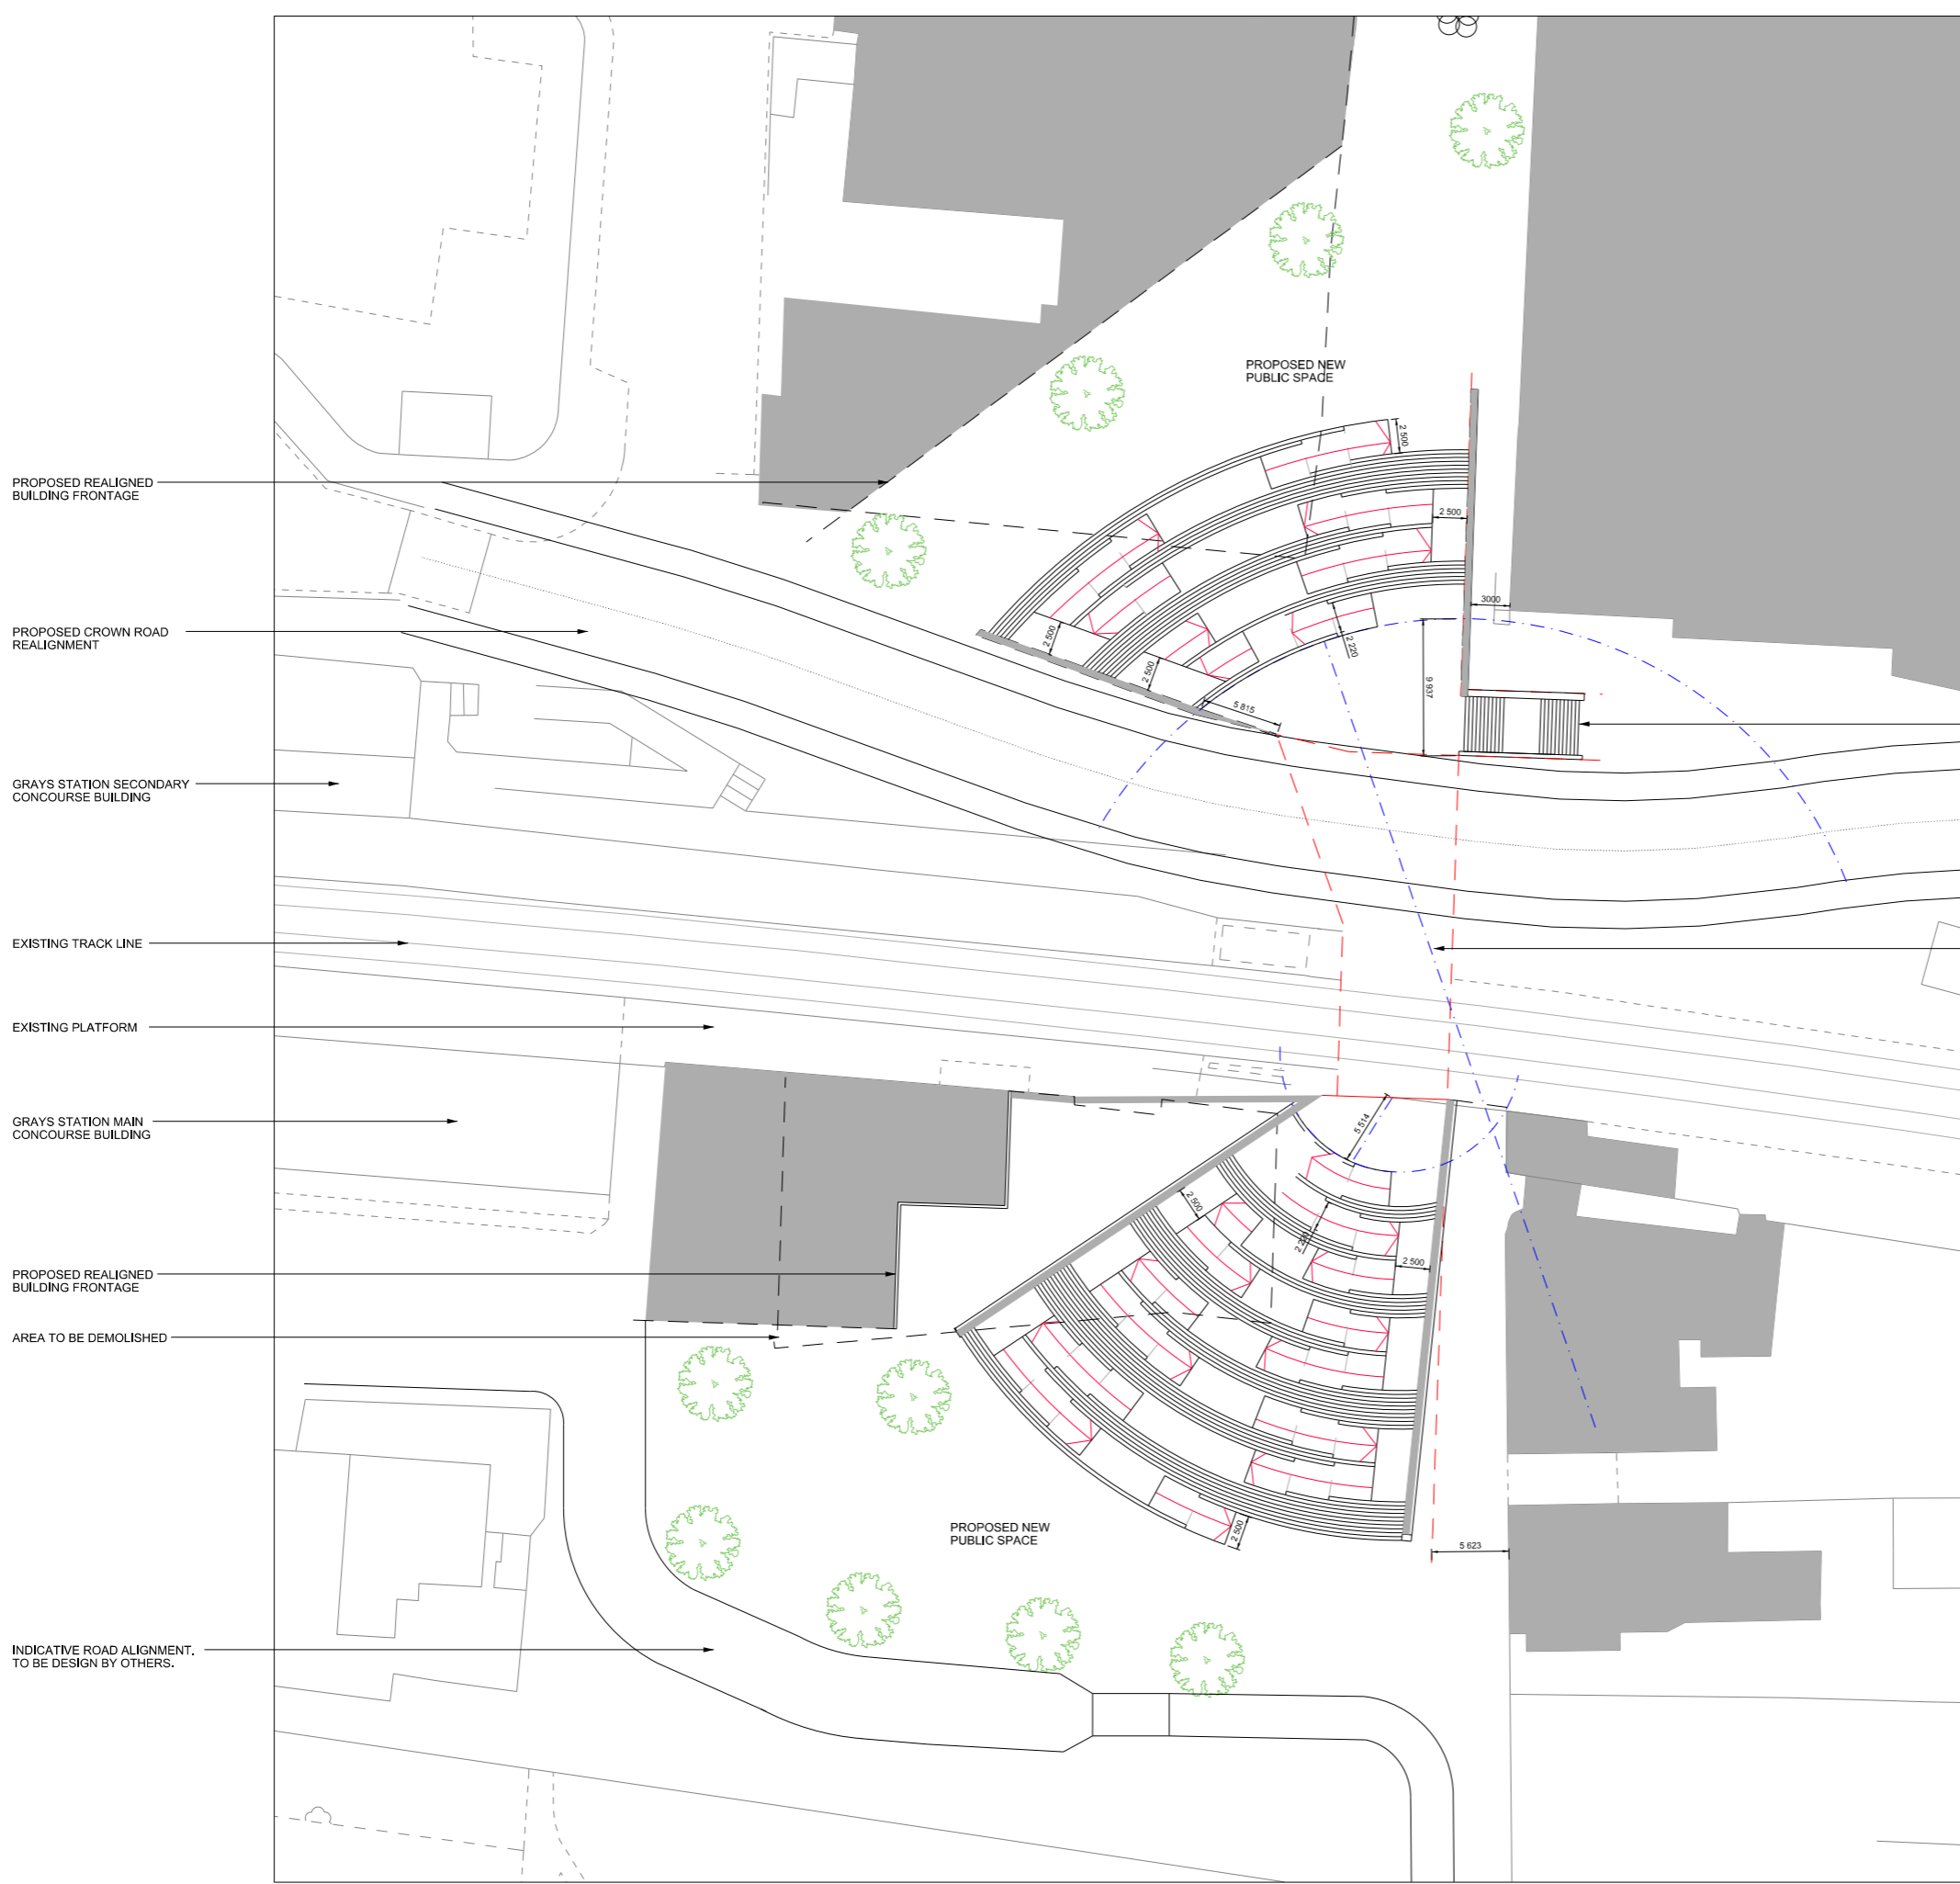 PROPOSED NEW
PUBLIC SPACE
2 500
PROPOSED REALIGNED
BUILDING FRONTAGE
2 500
3000
PROPOSED CROWN ROAD
REALIGNMENT
2 500
2 220
2 500
9 937
5 815
GRAYS STATION SECONDARY
CONCOURSE BUILDING
EXISTING TRACK LINE
EXISTING PLATFORM
GRAYS STATION MAIN
CONCOURSE BUILDING
5 514
2 500
2 500
PROPOSED REALIGNED
BUILDING FRONTAGE
AREA TO BE DEMOLISHED
PROPOSED NEW
PUBLIC SPACE
2 500
5 623
INDICATIVE ROAD ALIGNMENT.
TO BE DESIGN BY OTHERS.